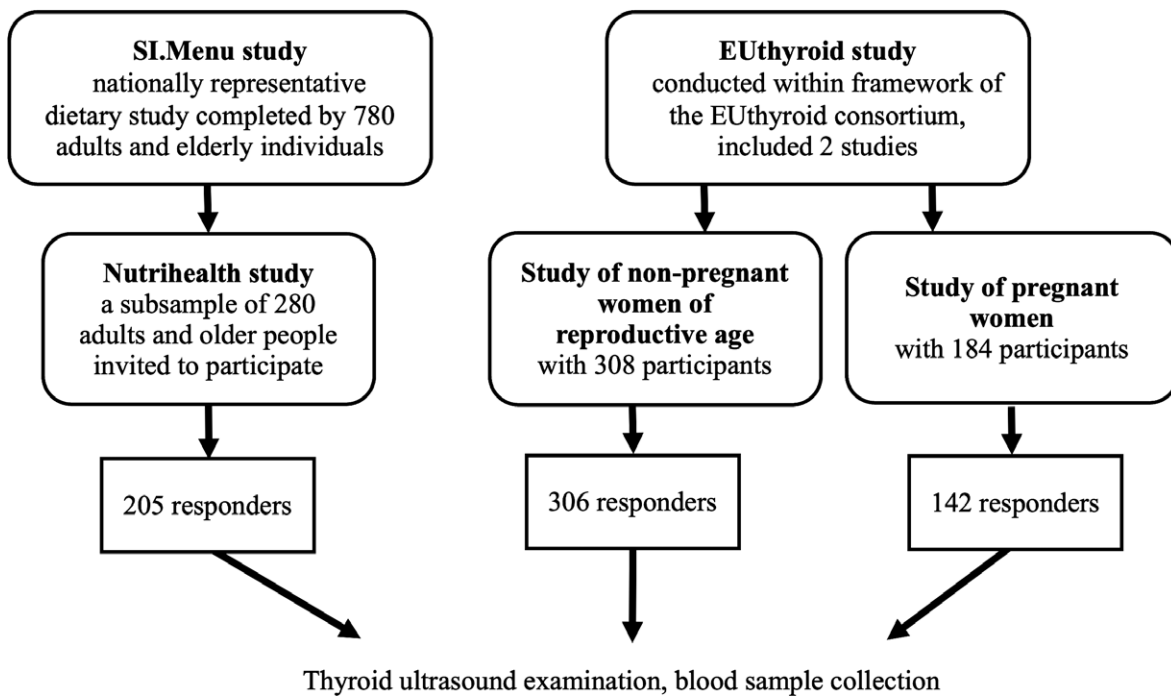 SI.Menu study
nationally representative
dietary study completed by 780
adults and elderly individuals
EUthyroid study
conducted within framework of
the EUthyroid consortium,
included 2 studies
Nutrihealth study
a subsample of 280
adults and older people
invited to participate
Study of non-pregnant
women of
reproductive age
with 308 participants
Study of pregnant
women
with 184 participants
205 responders
306 responders
142 responders
Thyroid ultrasound examination, blood sample collection